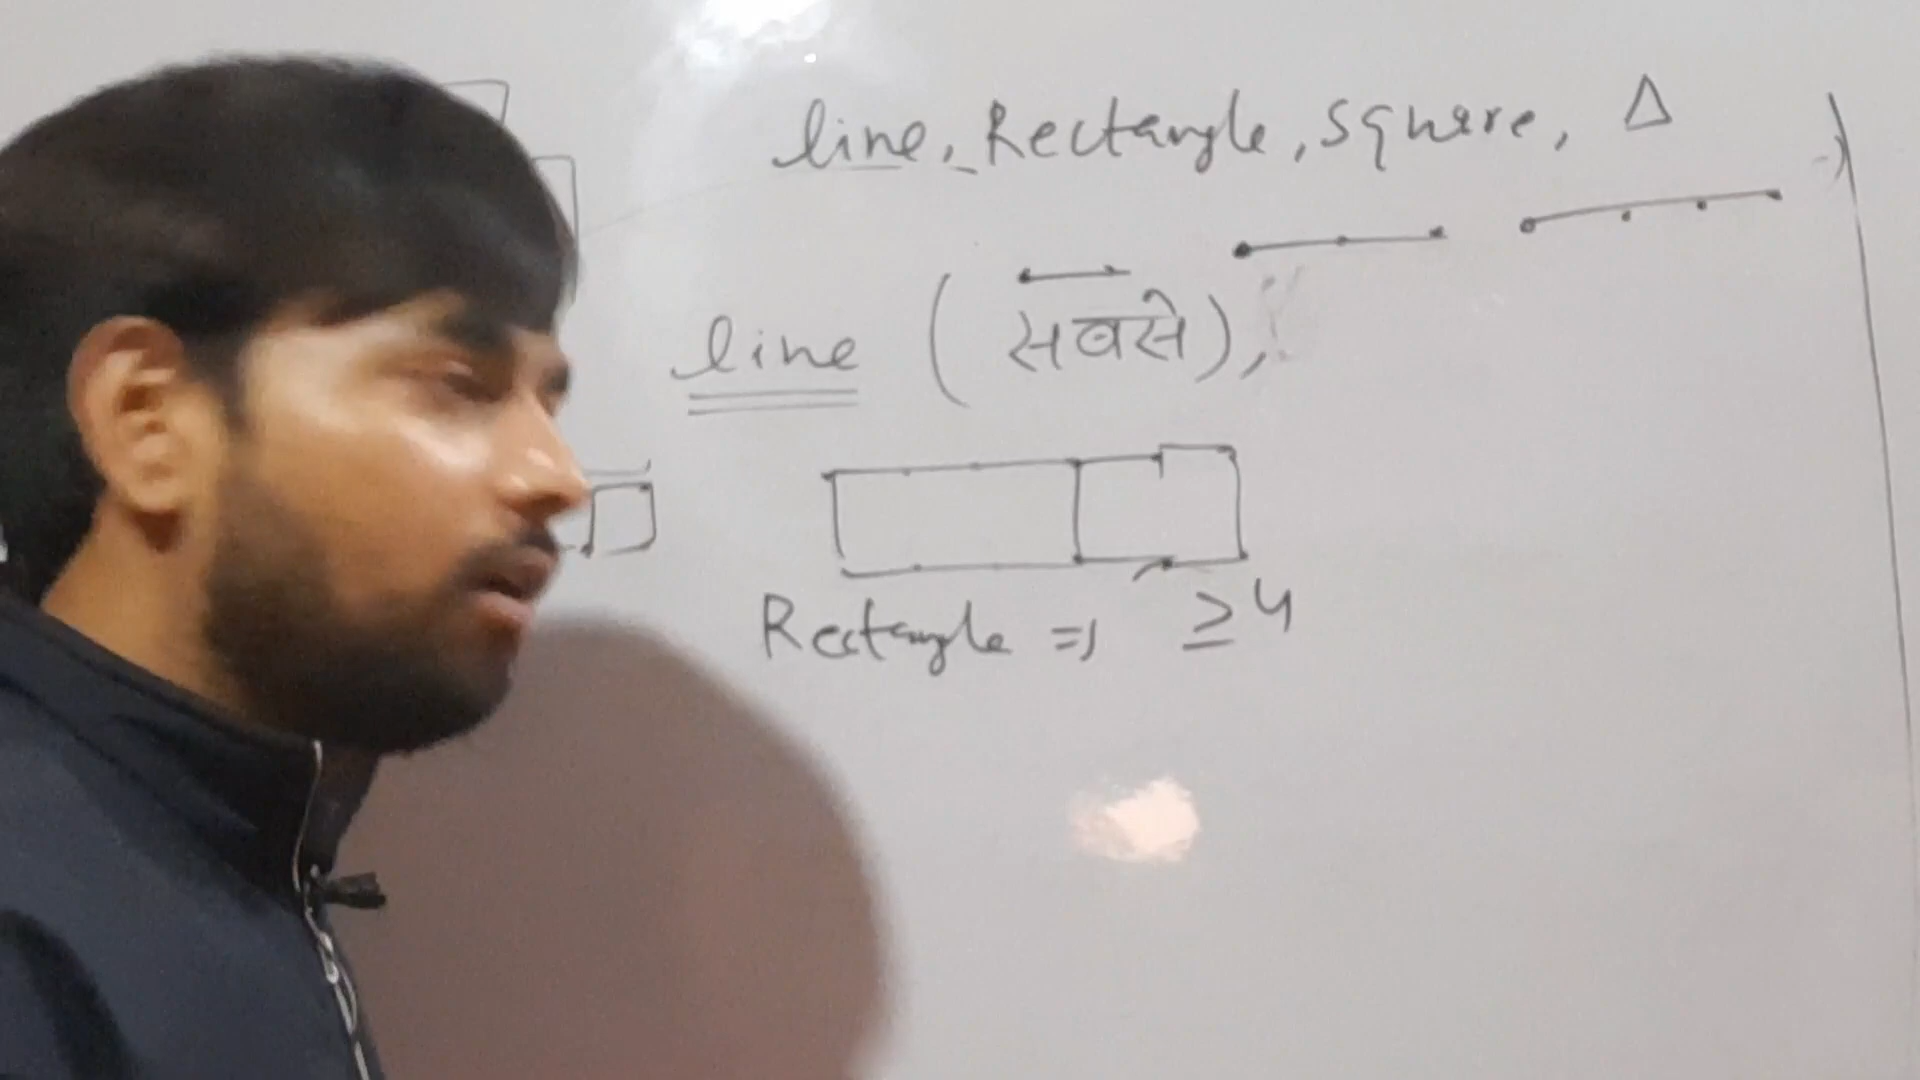 line, Rectangle, square, Δ
line ( सबसे ),
Rectangle => ≥ 4